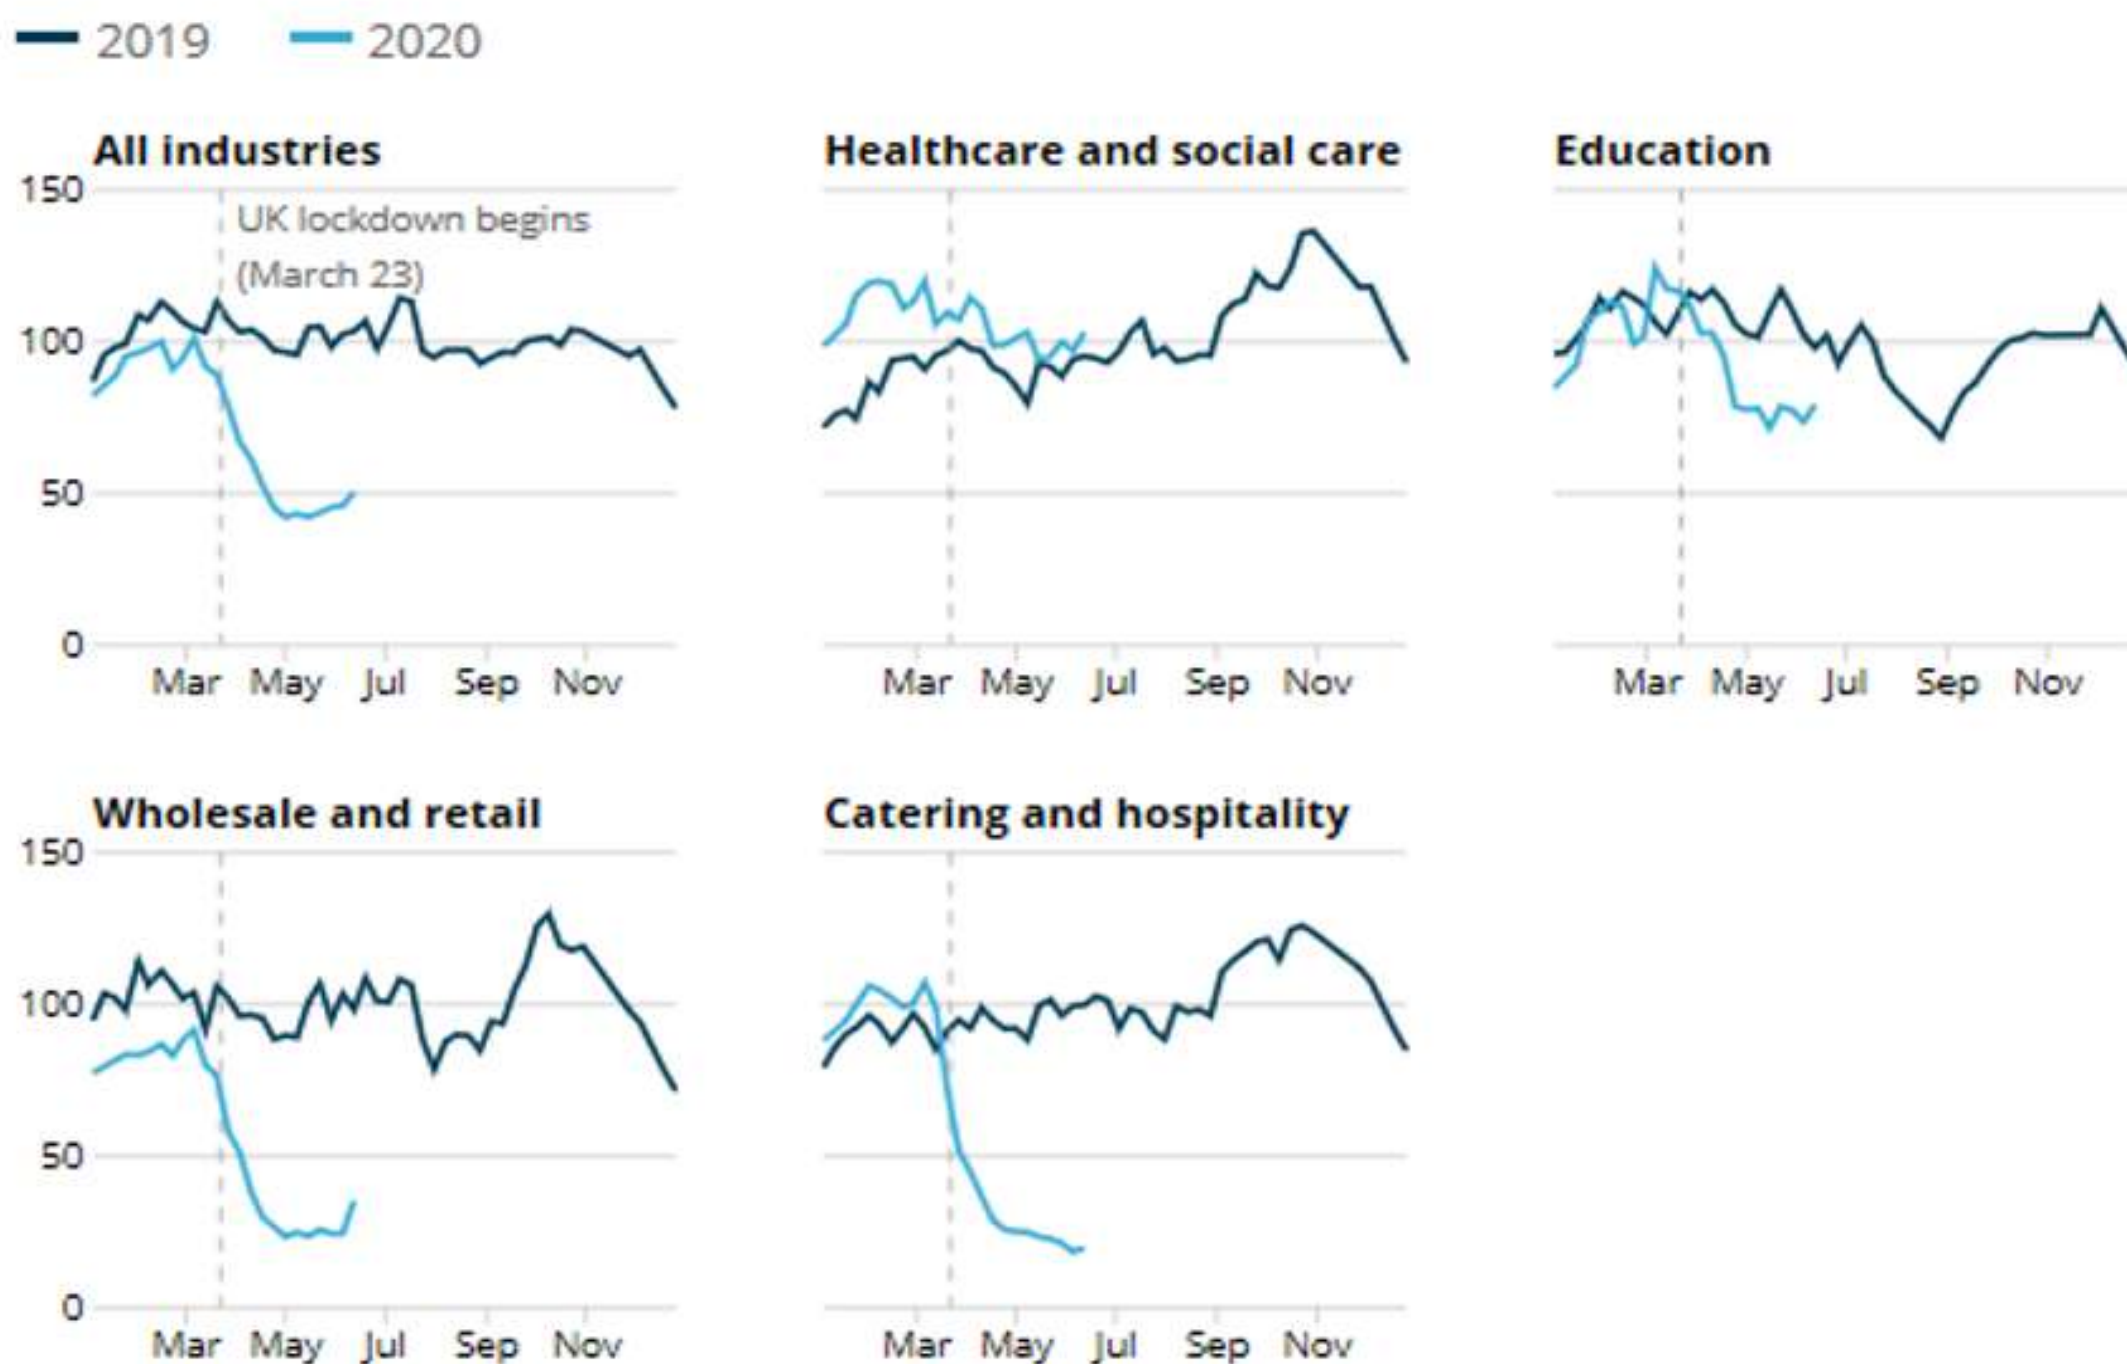 2019 2020
All industries Healthcare and social care Education
150
UK lockdown begins
(March 23)
100
50
0
Mar May Jul Sep Nov Mar May Jul Sep Nov Mar May Jul Sep Nov
Wholesale and retail Catering and hospitality
150
100
50
0
Mar May Jul Sep Nov Mar May Jul Sep Nov